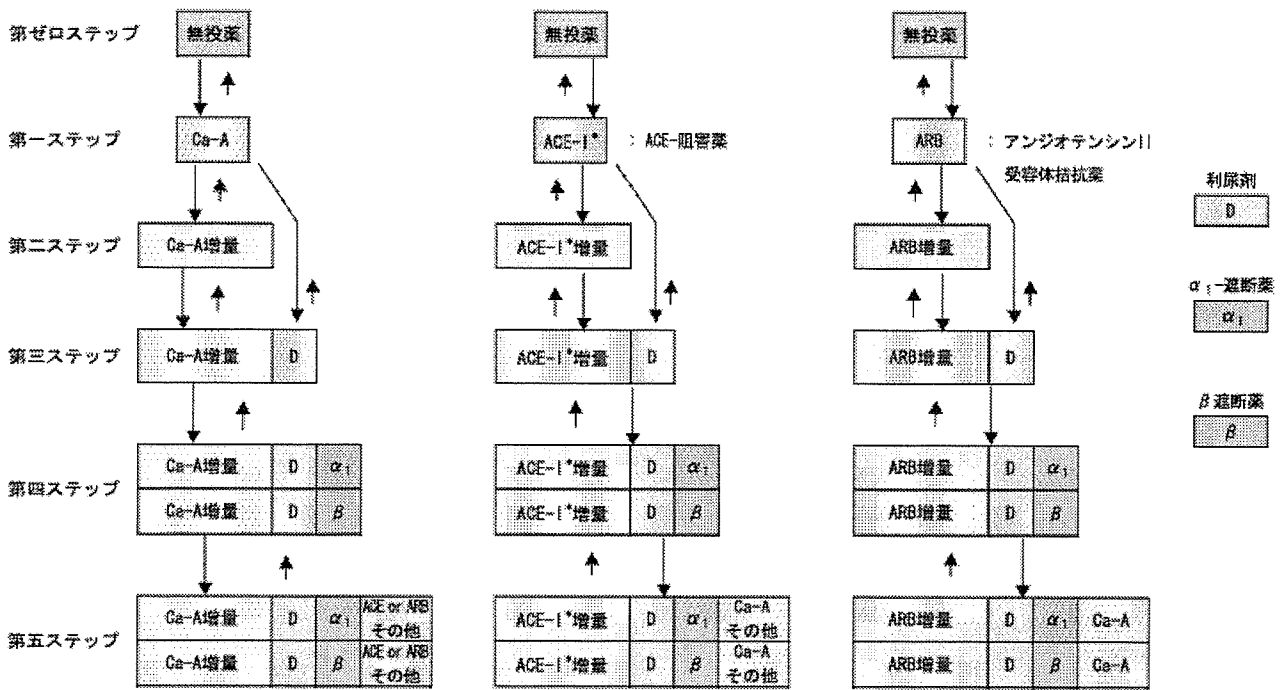 第ゼロステップ 無投薬 無投薬 無投薬
第一ステップ Ca-A ACE-I* : ACE-阻害薬 ARB : アンジオテンシンII
受容体拮抗薬
利尿剤
D
第二ステップ Ca-A増量 ACE-I*増量 ARB増量
α1-遮断薬
α1
第三ステップ Ca-A増量 D ACE-I*増量 D ARB増量 D
β遮断薬
β
第四ステップ
Ca-A増量 D α1 ACE-I*増量 D α1 ARB増量 D α1
Ca-A増量 D β ACE-I*増量 D β ARB増量 D β
第五ステップ
Ca-A増量 D α1 ACE or ARB その他 ACE-I*増量 D α1 Ca-A その他 ARB増量 D α1 Ca-A
Ca-A増量 D β ACE or ARB その他 ACE-I*増量 D β Ca-A その他 ARB増量 D β Ca-A